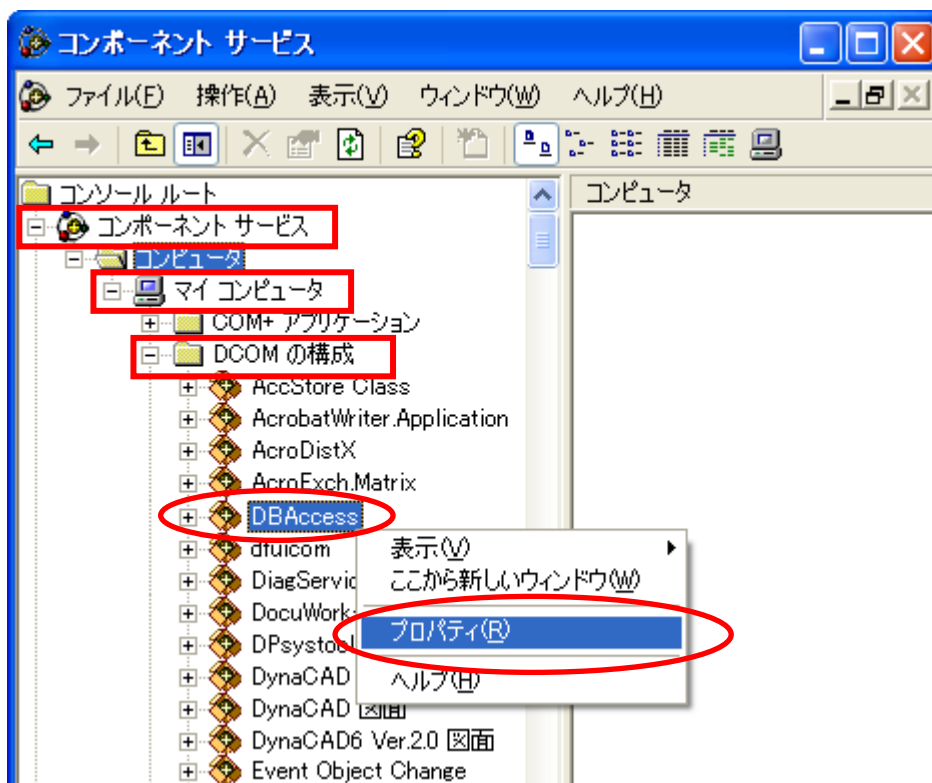 コンポーネント サービス
ファイル(F) 操作(A) 表示(V) ウィンドウ(W) ヘルプ(H)
コンソール ルート
コンピュータ
コンポーネント サービス
コンピュータ
マイ コンピュータ
COM+ アプリケーション
DCOM の構成
AccStore Class
AcrobatWriter.Application
AcroDistX
AcroExch.Matrix
DBAccess
dfuicom
表示(V)
DiagServic
ここから新しいウィンドウ(W)
DocuWork
プロパティ(R)
DPsystool
DynaCAD
ヘルプ(H)
DynaCAD 図面
DynaCAD6 Ver.2.0 図面
Event Object Change